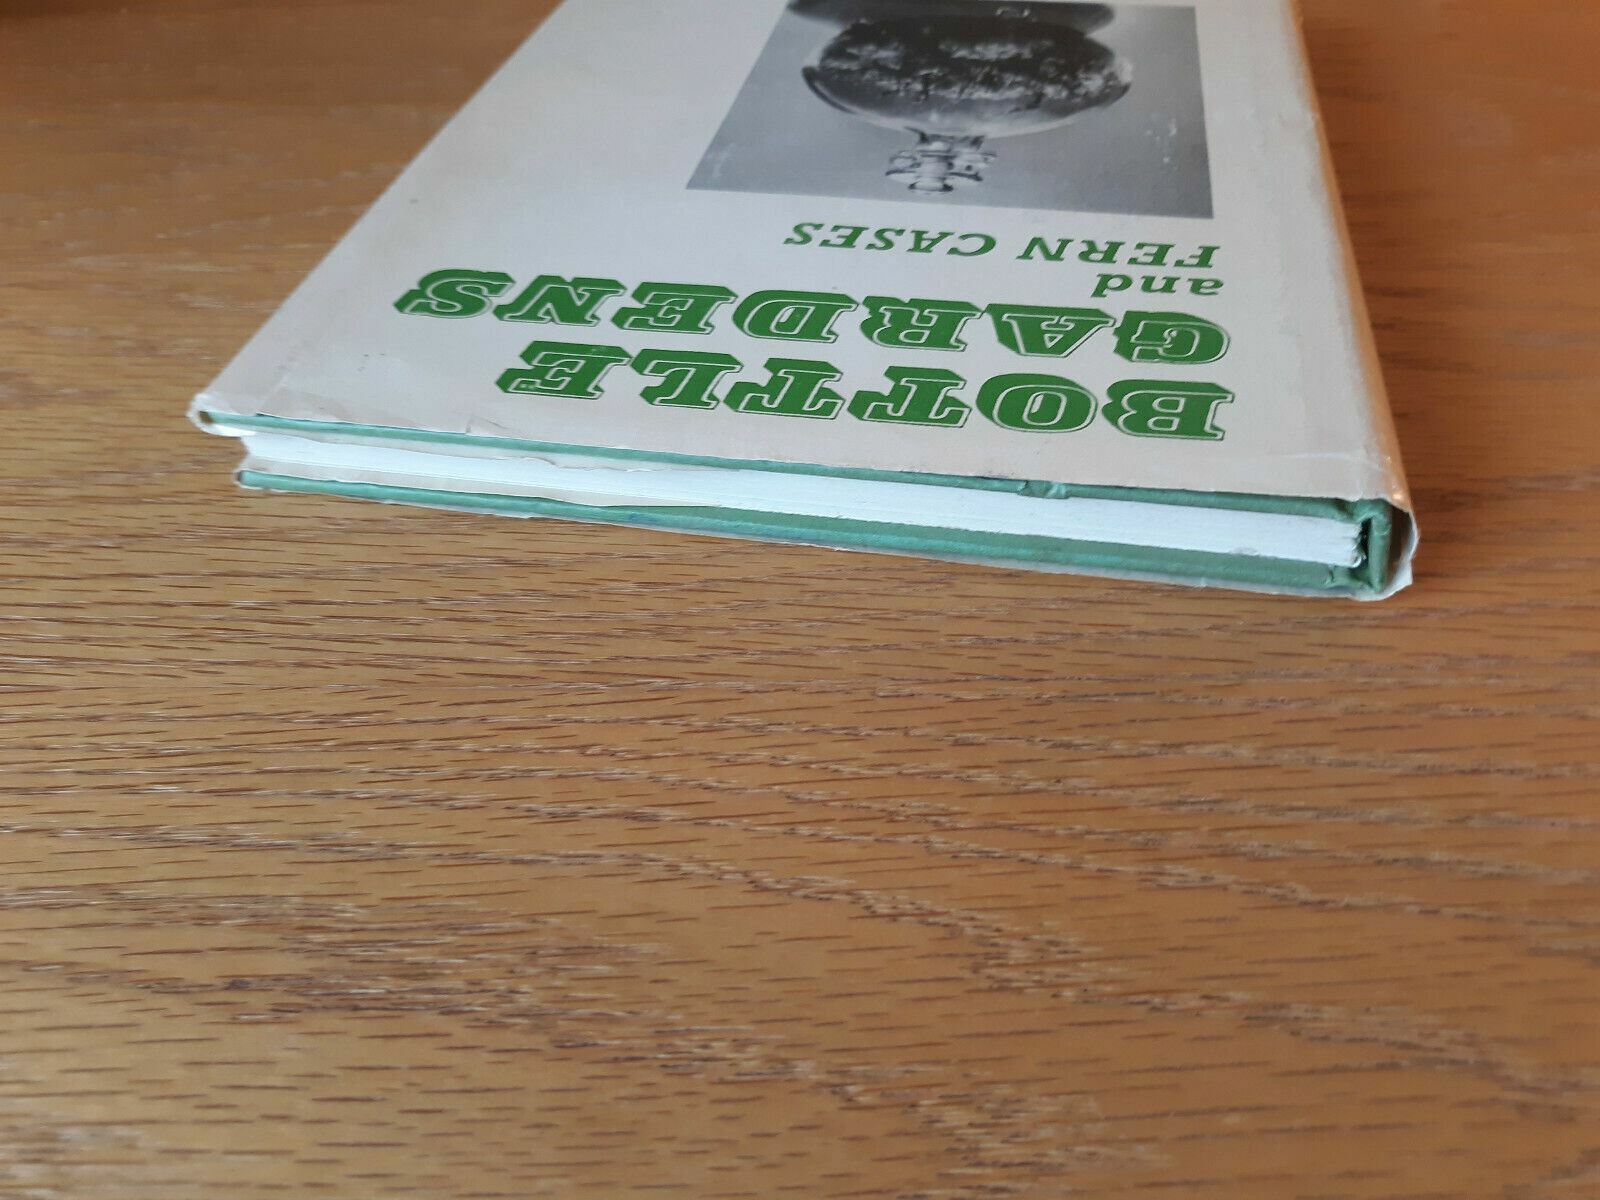 BOTTLE
GARDENS
and
FERN CASES